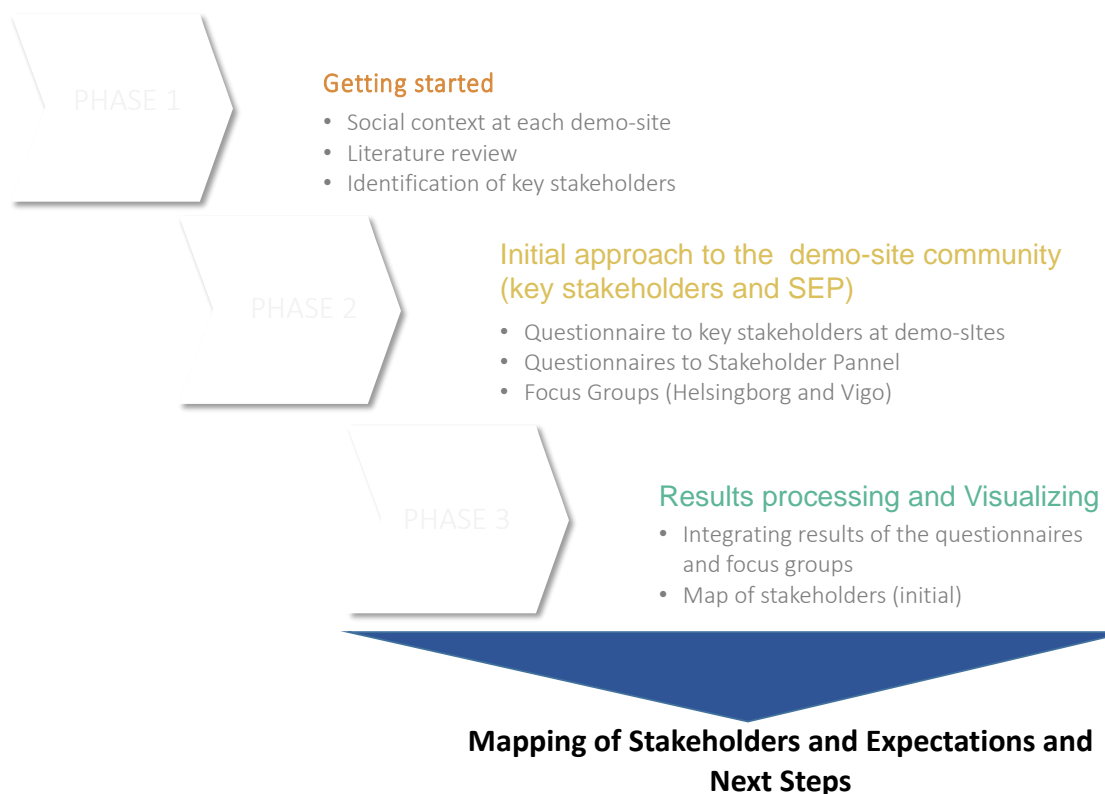 PHASE 1
Getting started
• Social context at each demo-site
• Literature review
• Identification of key stakeholders
PHASE 2
Initial approach to the demo-site community
(key stakeholders and SEP)
• Questionnaire to key stakeholders at demo-sItes
• Questionnaires to Stakeholder Pannel
• Focus Groups (Helsingborg and Vigo)
PHASE 3
Results processing and Visualizing
• Integrating results of the questionnaires
and focus groups
• Map of stakeholders (initial)
Mapping of Stakeholders and Expectations and
Next Steps